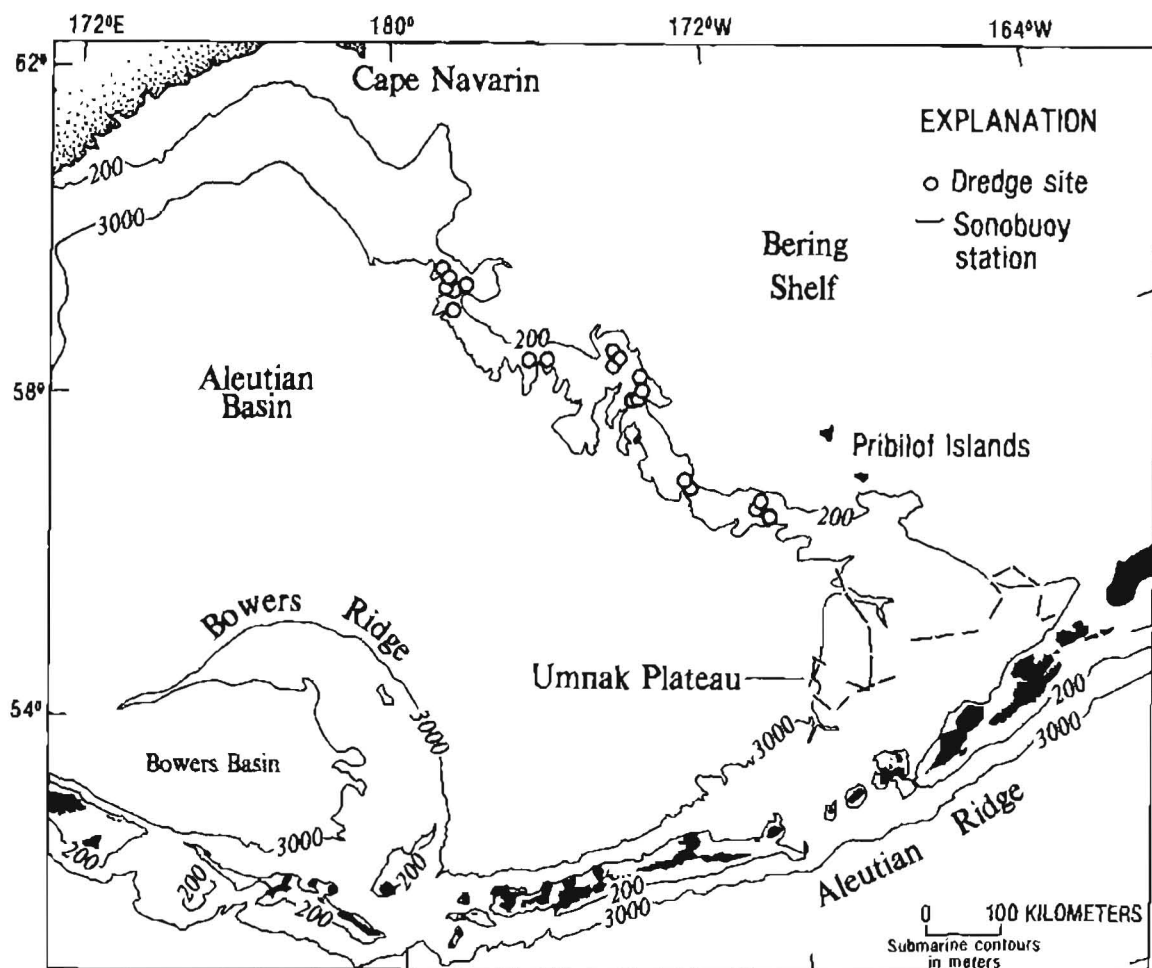 172°E 180° 172°W 164°W
62°
Cape Navarin
EXPLANATION
Dredge site
Sonobuoy
station
200
3000
Bering
Shelf
200
58°
Aleutian
Basin
Pribilof Islands
200
Bowers Ridge
Umnak Plateau
54°
3000
3000
200
3000
Bowers Basin
3000
200
200
200
200
200
3000
Aleutian Ridge
0 100 KILOMETERS
Submarine contours
in meters